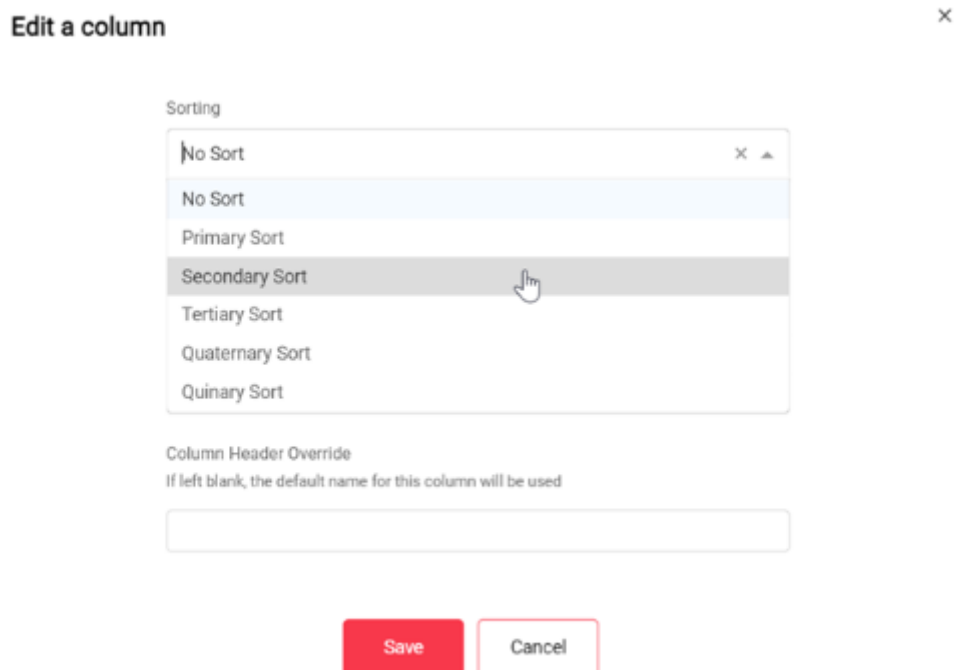 Edit a column
Sorting
No Sort
No Sort
Primary Sort
Secondary Sort
Tertiary Sort
Quaternary Sort
Quinary Sort
Column Header Override
If left blank, the default name for this column will be used
Save Cancel